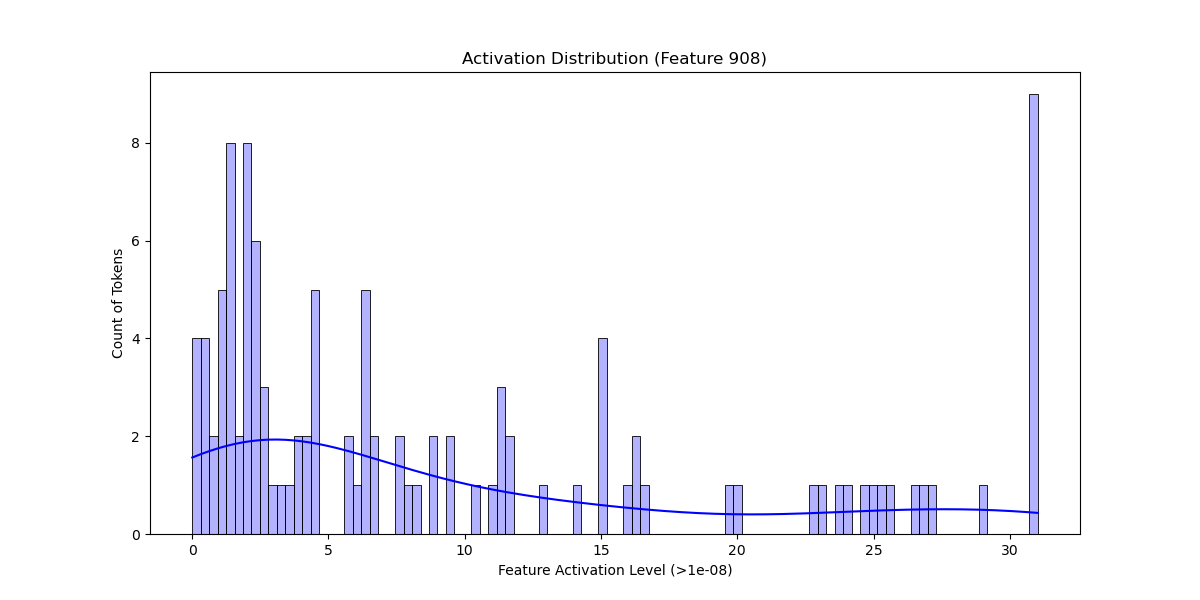 Activation Distribution (Feature 908)
Count of Tokens
8
6
4
2
0
0 5 10 15 20 25 30
Feature Activation Level (>1e-08)